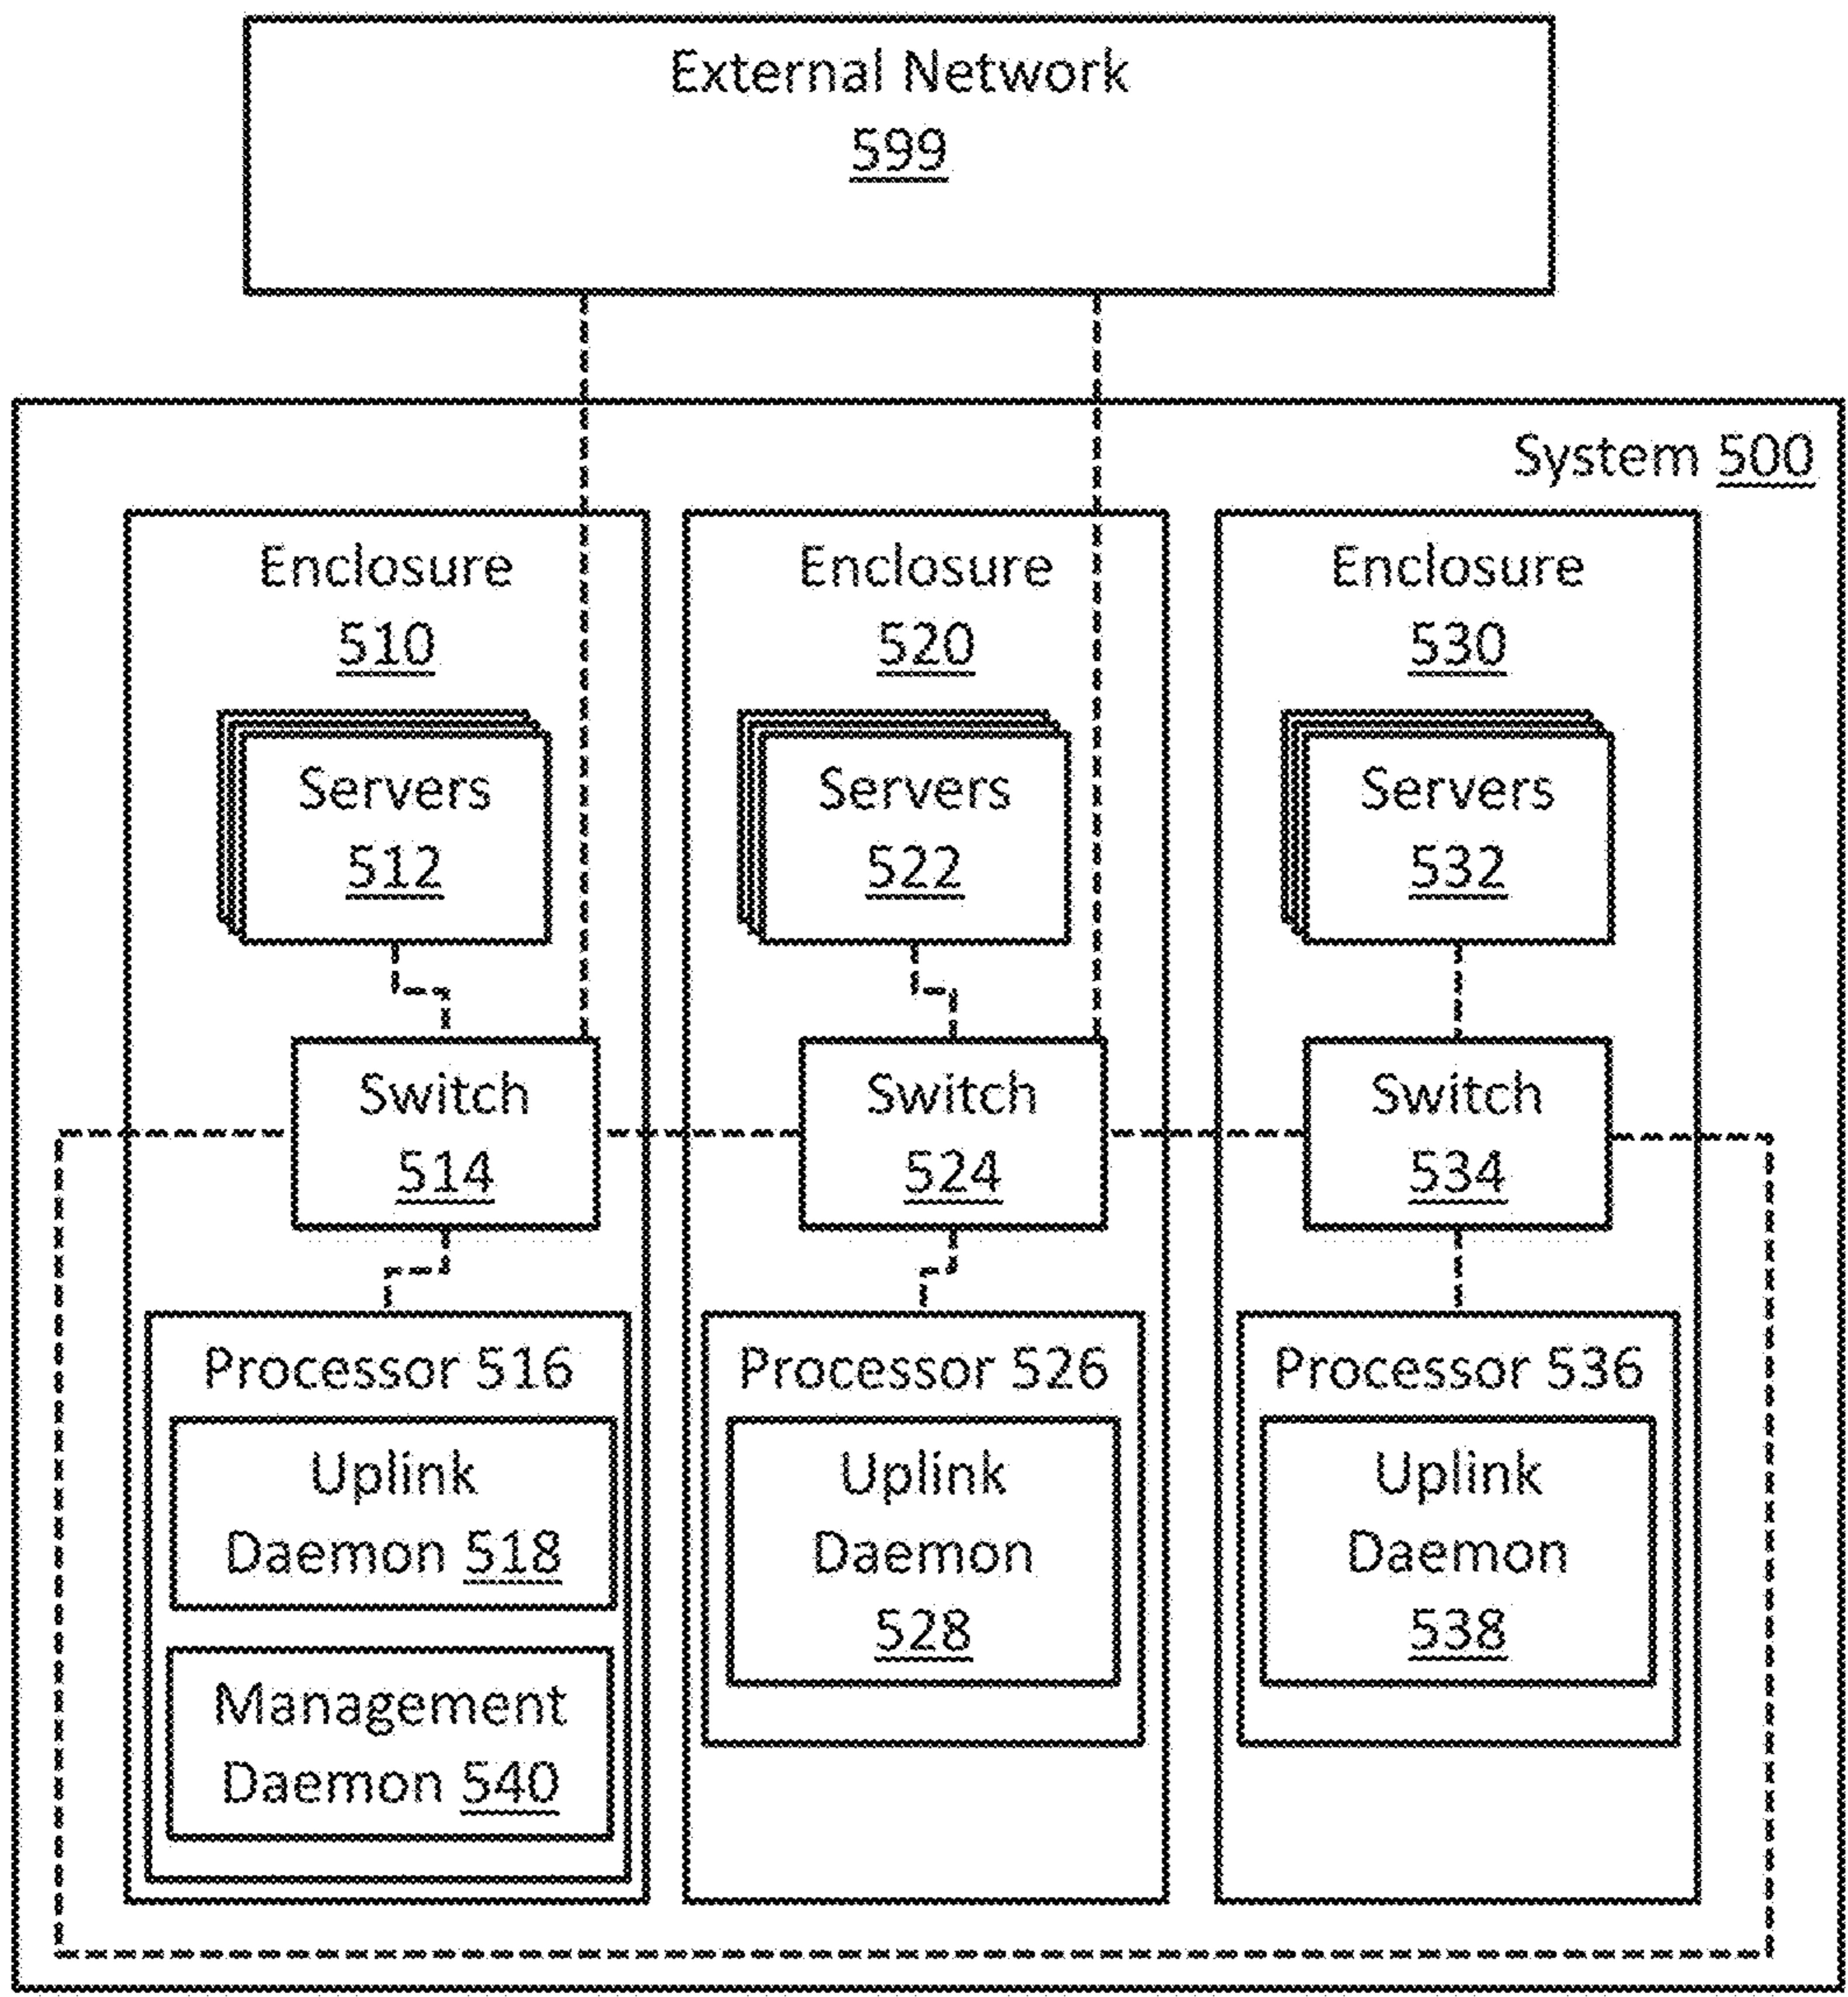 External Network
599
System 500
Enclosure
510
Servers
512
Switch
514
Processor 516
Uplink
Daemon 518
Management
Daemon 540
Enclosure
520
Servers
522
Switch
524
Processor 526
Uplink
Daemon
528
Enclosure
530
Servers
532
Switch
534
Processor 536
Uplink
Daemon
538